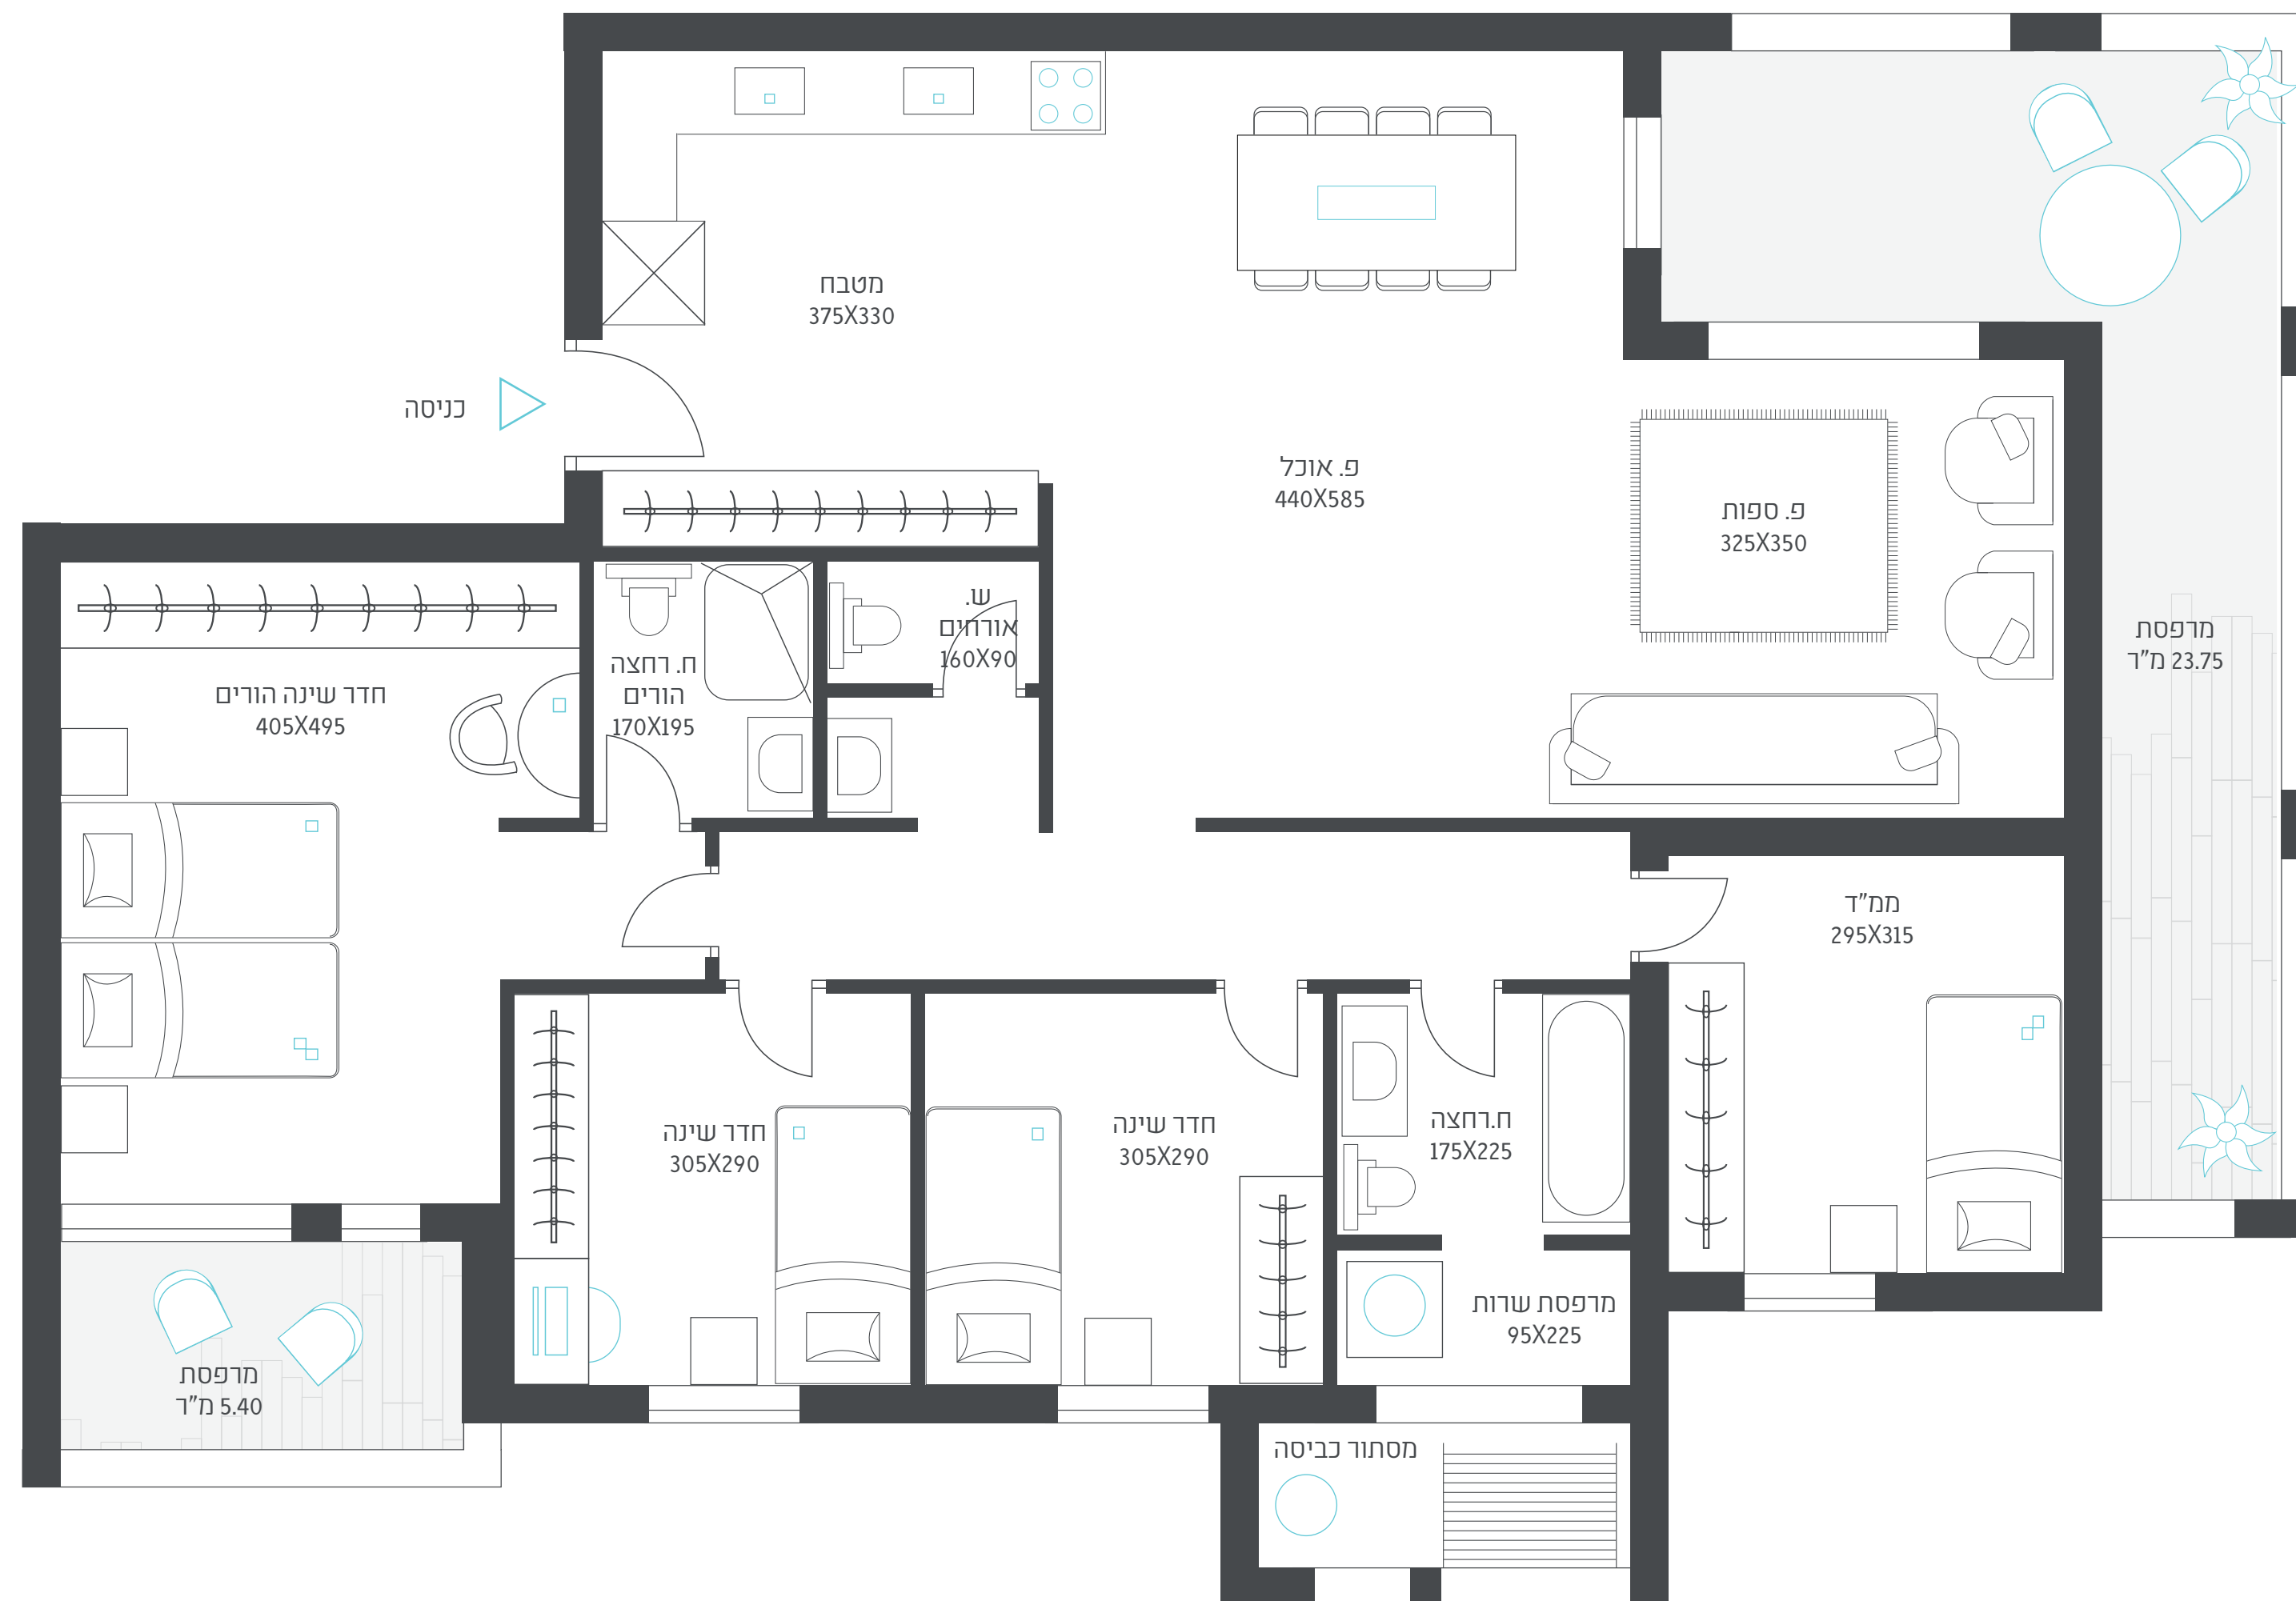 מטבח
375X330
כניסה
פ. אוכל
440X585
פ. ספות
325X350
מרפסת
23.75 מ"ר
ש.
אורחים
160X90
ח. רחצה
הורים
170X195
חדר שינה הורים
405X495
ממ"ד
295X315
חדר שינה
305X290
חדר שינה
305X290
ח.רחצה
175X225
מרפסת שרות
95X225
מרפסת
5.40 מ"ר
מסתור כביסה